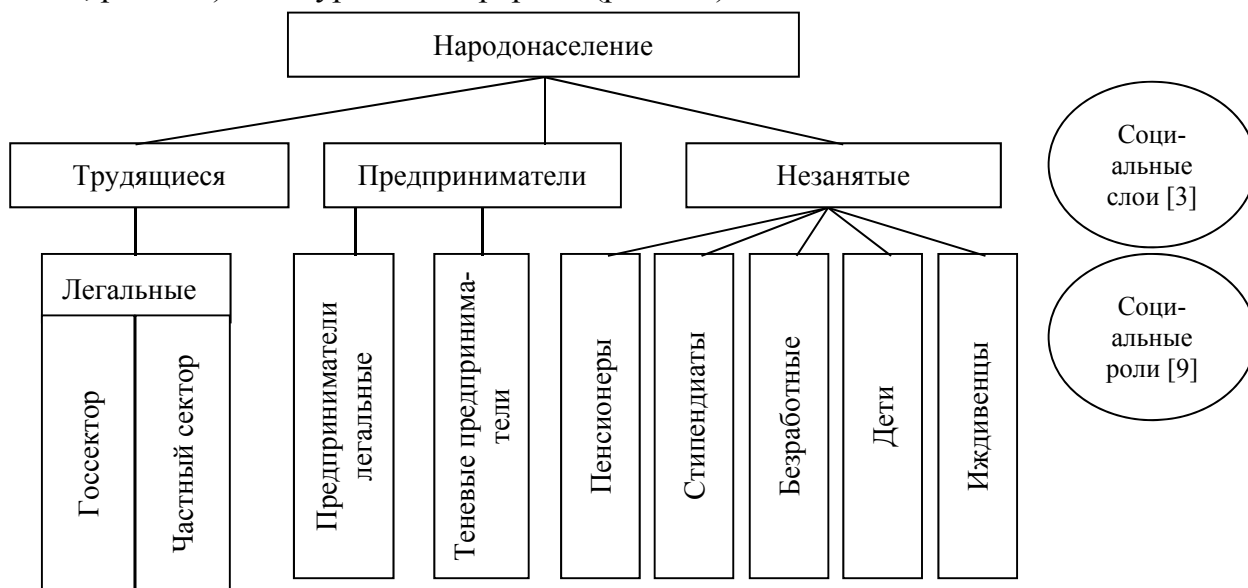 Народонаселение
Трудящиеся
Предприниматели
Незанятые
Соци-
альные
слои [3]
Легальные
Госсектор
Частный сектор
Предприниматели
легальные
Теневые предпринима-
тели
Пенсионеры
Стипендиаты
Безработные
Дети
Иждивенцы
Соци-
альные
роли [9]